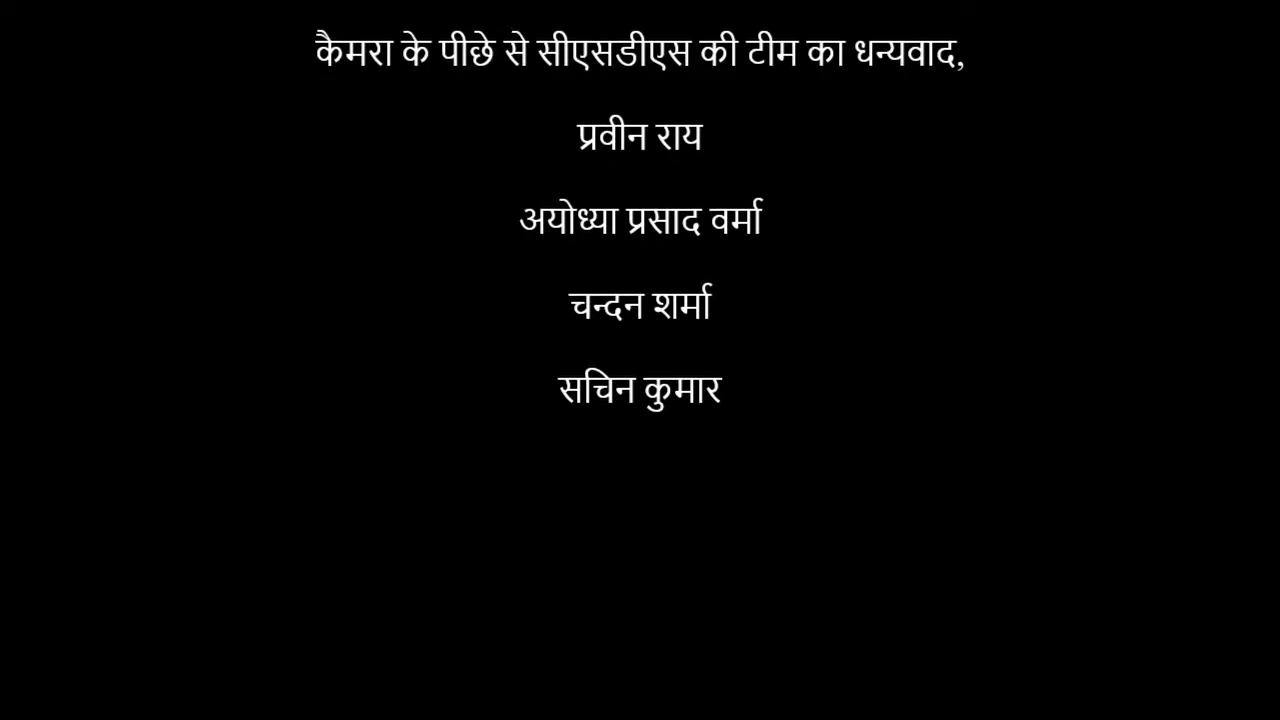 कैमरा के पीछे से सीएसडीएस की टीम का धन्यवाद,
प्रवीन राय
अयोध्या प्रसाद वर्मा
चन्दन शर्मा
सचिन कुमार